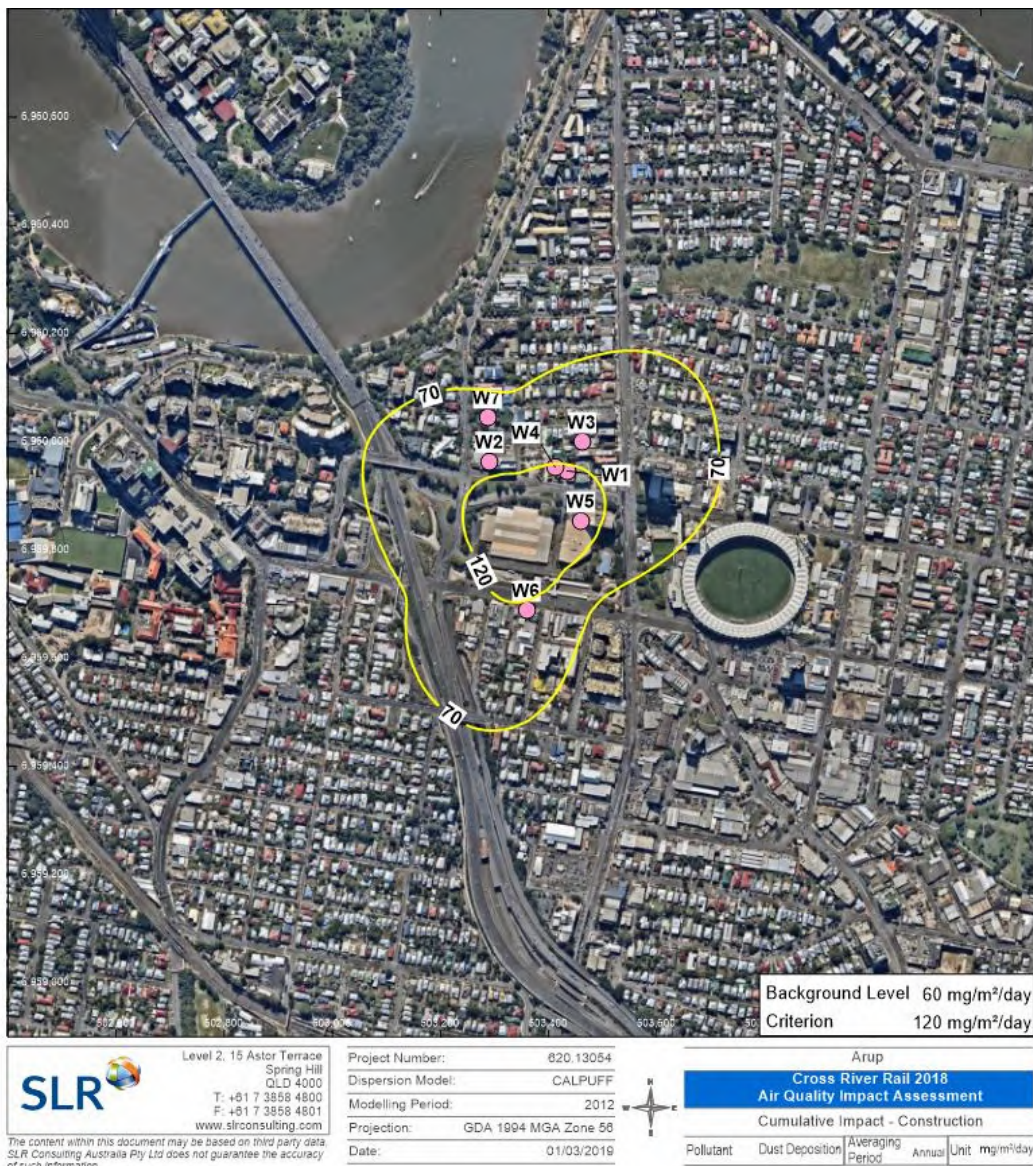 6,960,600
6,960,400
6,960,200
6,960,000
6,959,800
6,959,600
6,959,400
6,959,200
6,959,000
70
W7
W4
W3
W2
W1
70
W5
120
W6
70
502,800
503,000
503,200
503,400
503,600
Background Level 60 mg/m²/day
Criterion 120 mg/m²/day
SLR
Level 2, 15 Astor Terrace
Spring Hill
QLD 4000
T: +61 7 3858 4800
F: +61 7 3858 4801
www.slrconsulting.com
The content within this document may be based on third party data.
SLR Consulting Australia Pty Ltd does not guarantee the accuracy
of such information.
Project Number: 620.13054
Dispersion Model: CALPUFF
Modelling Period: 2012
Projection: GDA 1994 MGA Zone 56
Date: 01/03/2019
N
W E
S
Arup
Cross River Rail 2018
Air Quality Impact Assessment
Cumulative Impact - Construction
Pollutant Dust Deposition Averaging Period Annual Unit mg/m²/day